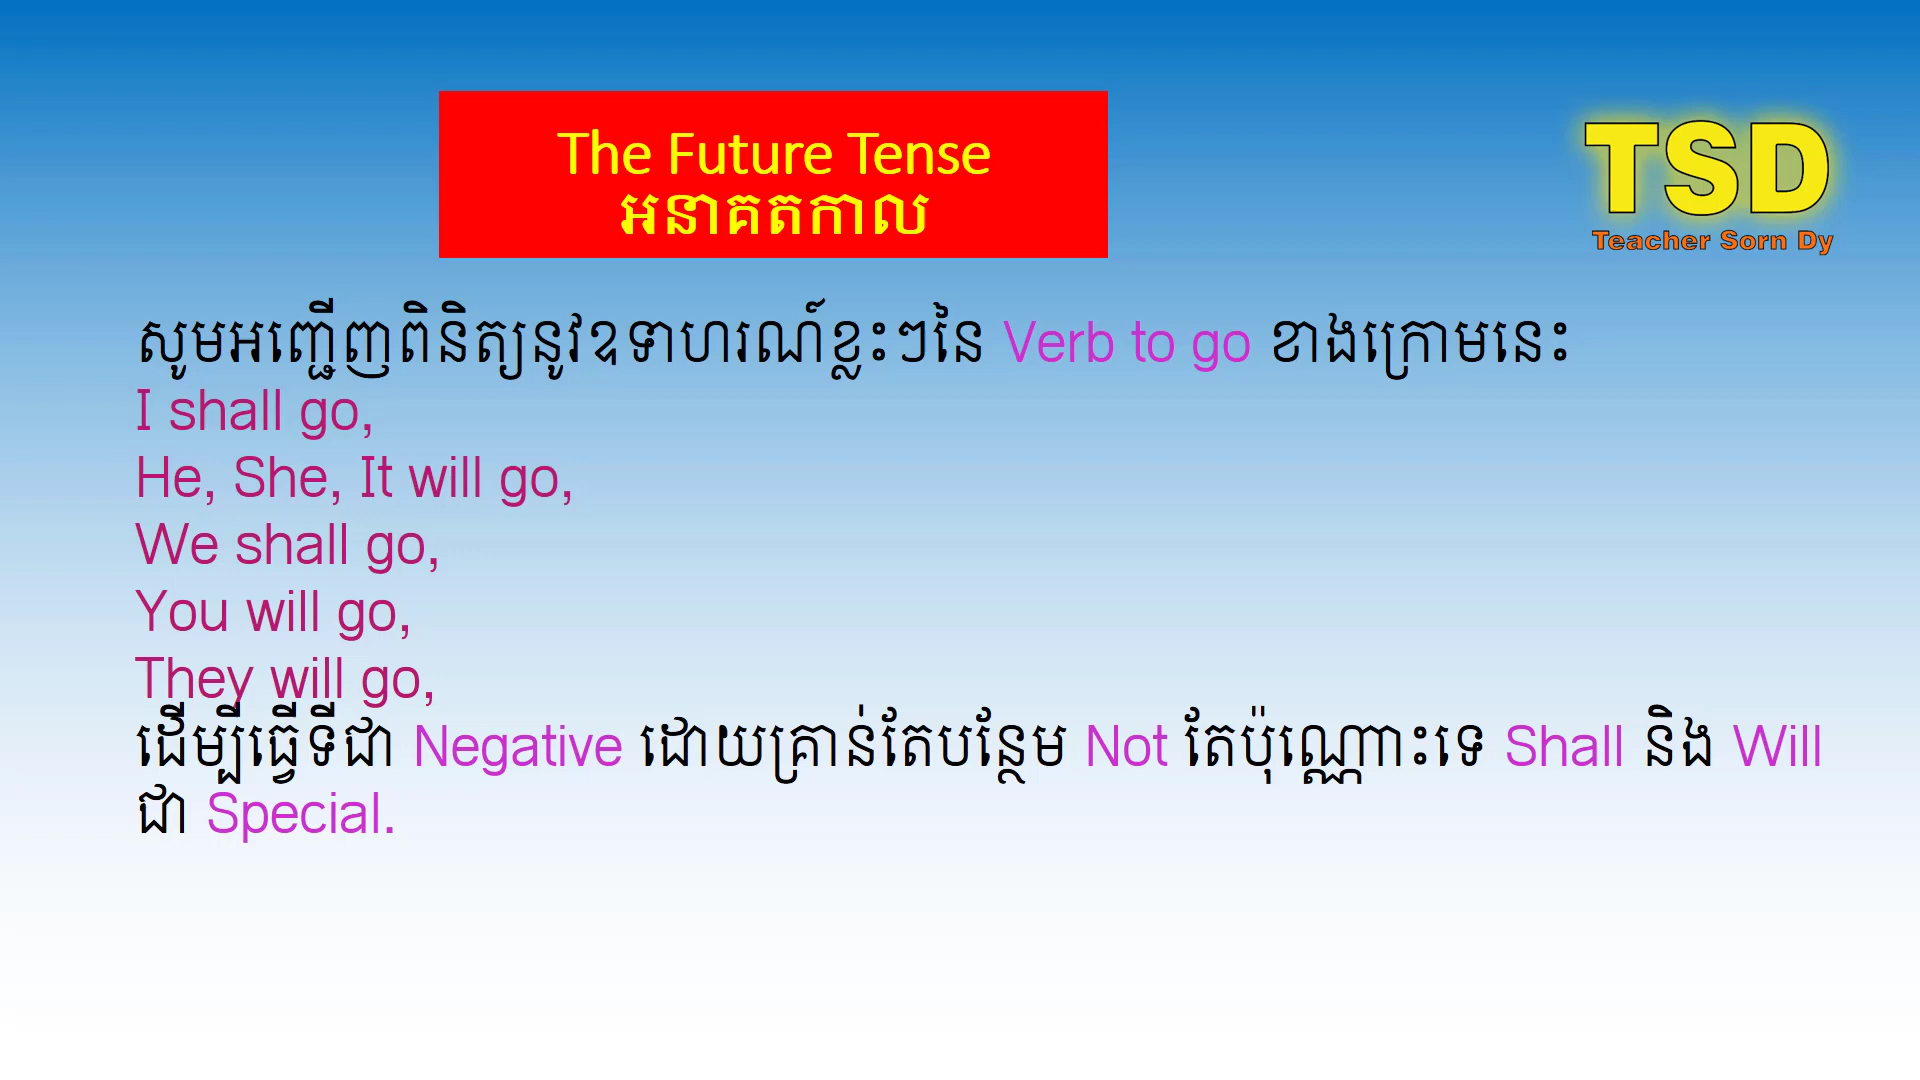 The Future Tense
អនាគតកាល
TSD
Teacher Sorn Dy
សូមអញ្ជើញពិនិត្យនូវឧទាហរណ៍ខ្លះៗនៃ Verb to go ខាងក្រោមនេះ
I shall go,
He, She, It will go,
We shall go,
You will go,
They will go,
ដើម្បីធ្វើទីជា Negative ដោយគ្រាន់តែបន្ថែម Not តែប៉ុណ្ណោះទេ Shall និង Will
ជា Special.